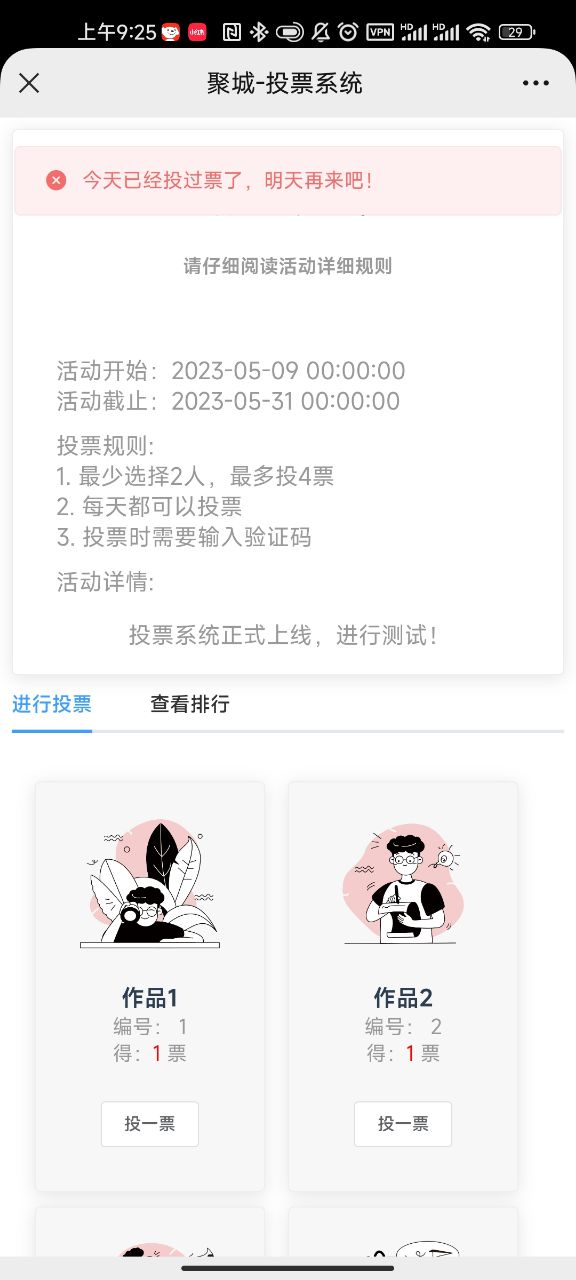 上午9:25
VPN
HD
HD
29
聚城-投票系统
今天已经投过票了，明天再来吧！
请仔细阅读活动详细规则
活动开始：2023-05-09 00:00:00
活动截止：2023-05-31 00:00:00
投票规则:
1. 最少选择2人，最多投4票
2. 每天都可以投票
3. 投票时需要输入验证码
活动详情:
投票系统正式上线，进行测试！
进行投票 查看排行
作品1 作品2
编号： 1 编号： 2
得：1 票 得：1 票
投一票 投一票